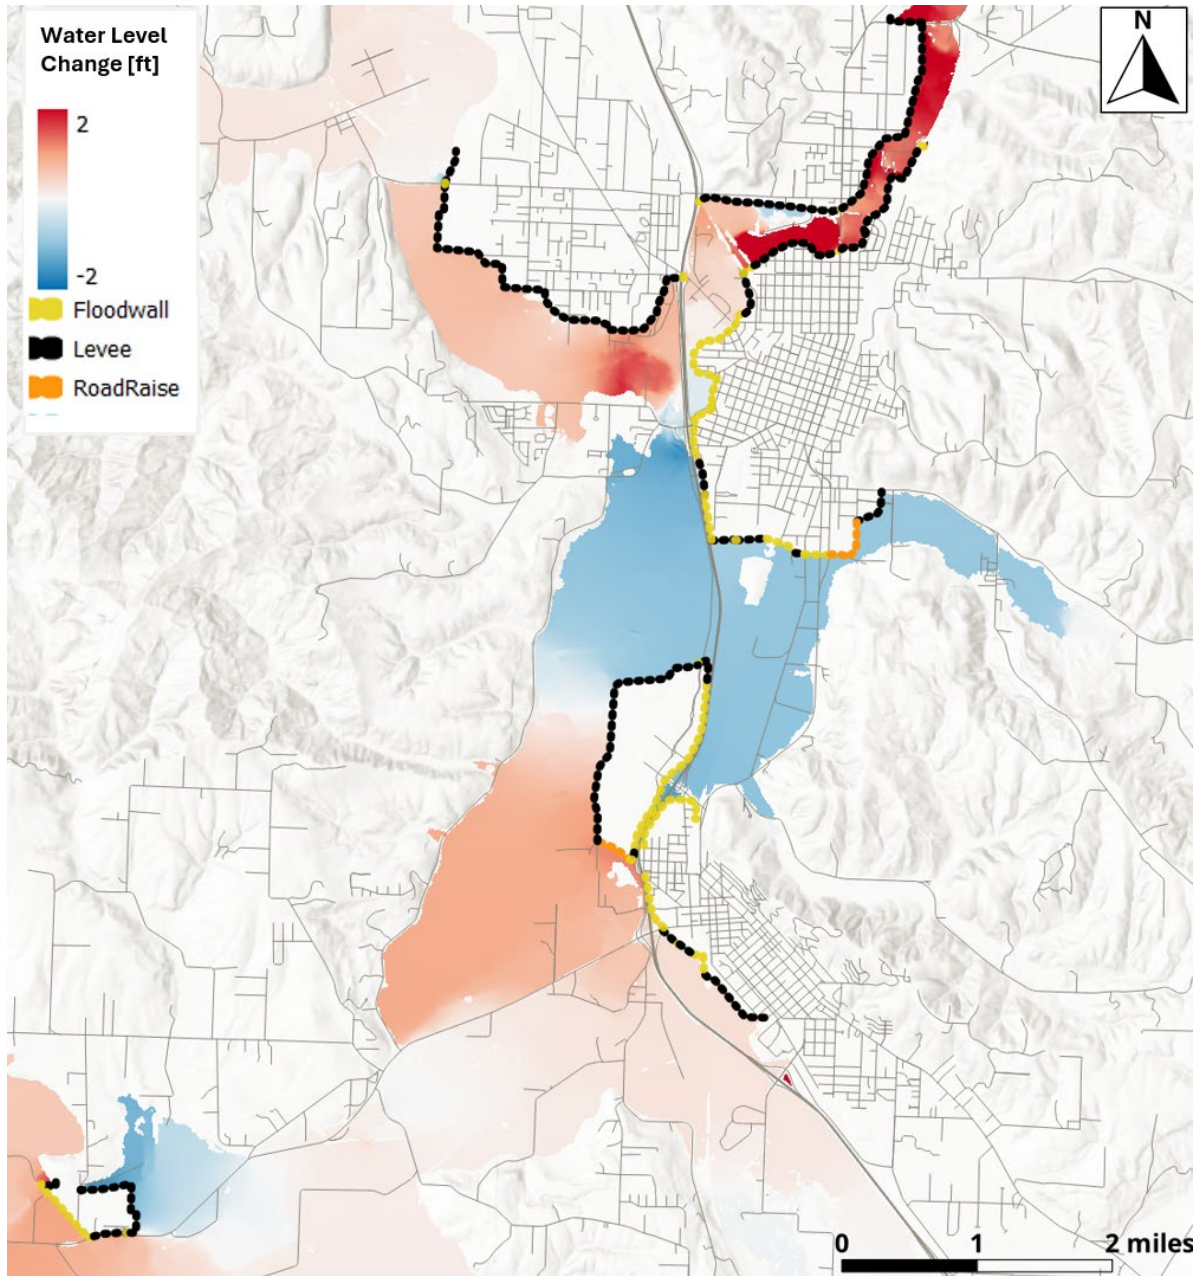 Water Level
Change [ft]
2
-2
Floodwall
Levee
RoadRaise
N
0 1 2 miles